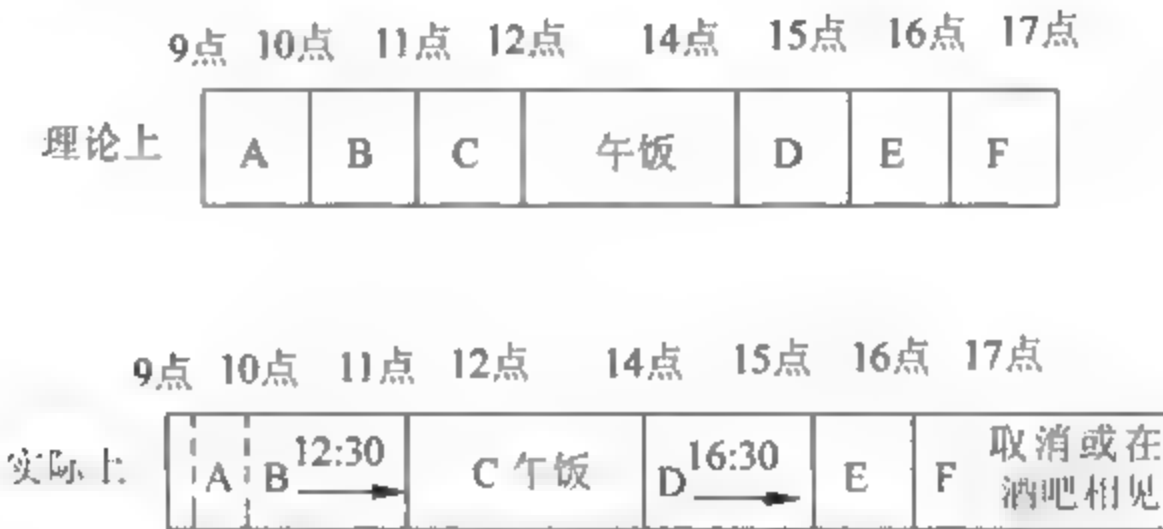 9点 10点 11点 12点 14点 15点 16点 17点
理论上 A B C 午饭 D E F
9点 10点 11点 12点 14点 15点 16点 17点
实际上 A B 12:30 C 午饭 D 16:30 E F 取消或在
酒吧相见